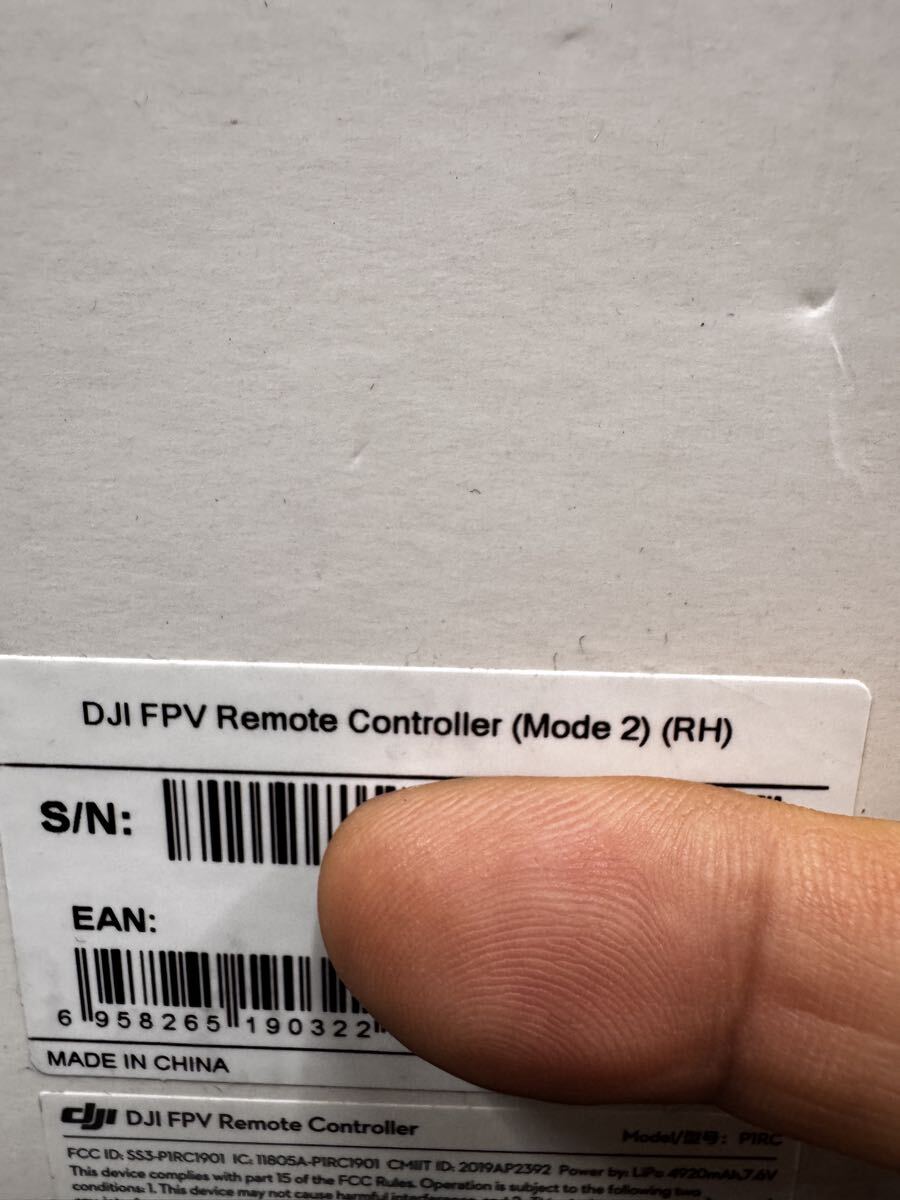 DJI FPV Remote Controller (Mode 2) (RH)
S/N:
EAN:
6 958265 190322
MADE IN CHINA
dji DJI FPV Remote Controller
Model/型号: P1RC
FCC ID: SS3-P1RC1901 IC: 11805A-P1RC1901 CMIIT ID: 2019AP2392 Power by: LiPo 4920mAh,7.6V
This device complies with part 15 of the FCC Rules. Operation is subject to the following two
conditions: 1. This device may not cause harmful interference,